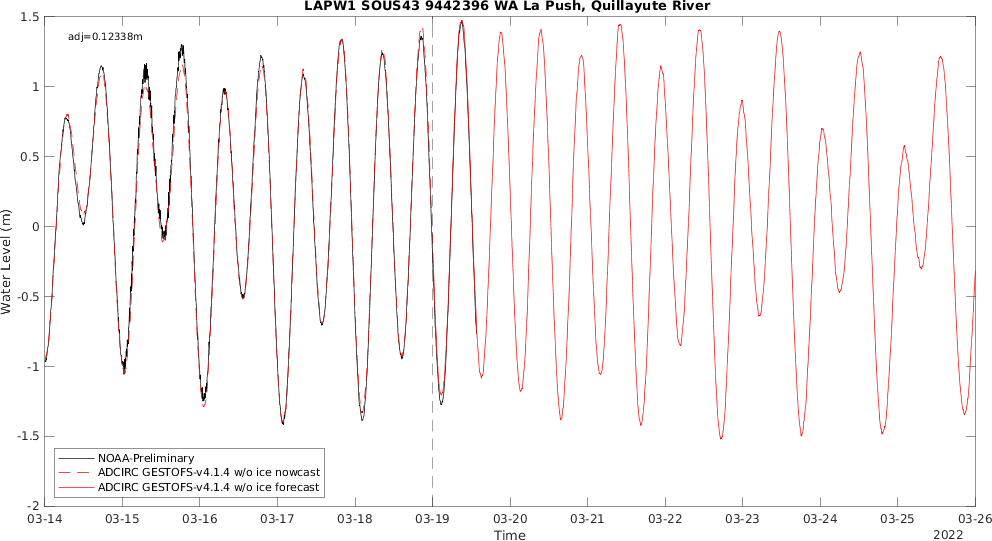 LAPW1 SOUS43 9442396 WA La Push, Quillayute River
adj=0.12338m
1.5
1
0.5
0
-0.5
-1
-1.5
-2
Water Level (m)
NOAA-Preliminary
ADCIRC GESTOFS-v4.1.4 w/o ice nowcast
ADCIRC GESTOFS-v4.1.4 w/o ice forecast
03-14 03-15 03-16 03-17 03-18 03-19 03-20 03-21 03-22 03-23 03-24 03-25 03-26
Time
2022